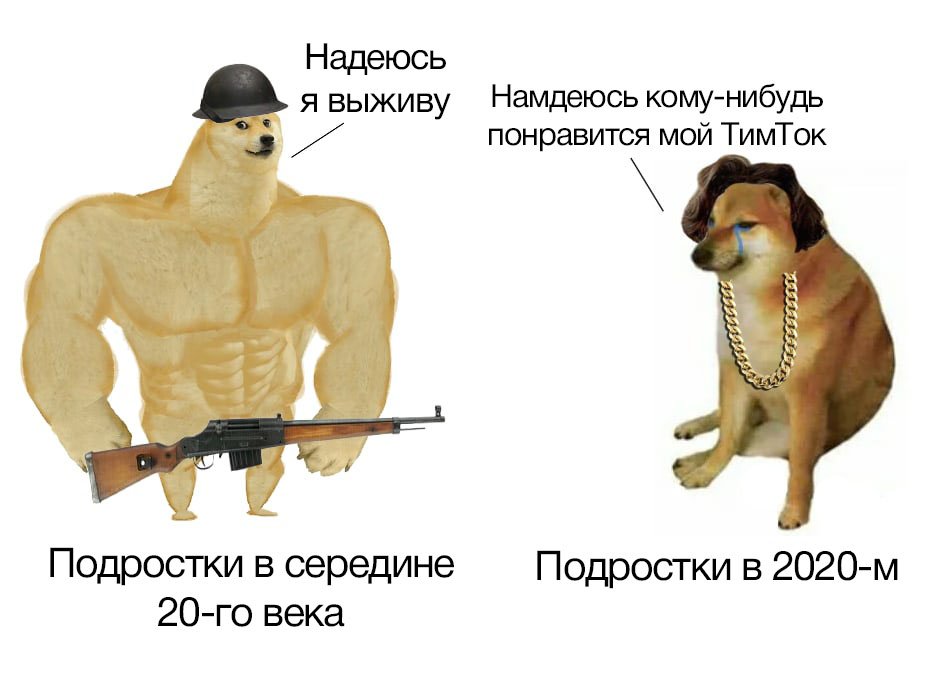 Надеюсь
я выживу
Намдеюсь кому-нибудь
понравится мой ТимТок
Подростки в середине
20-го века
Подростки в 2020-м